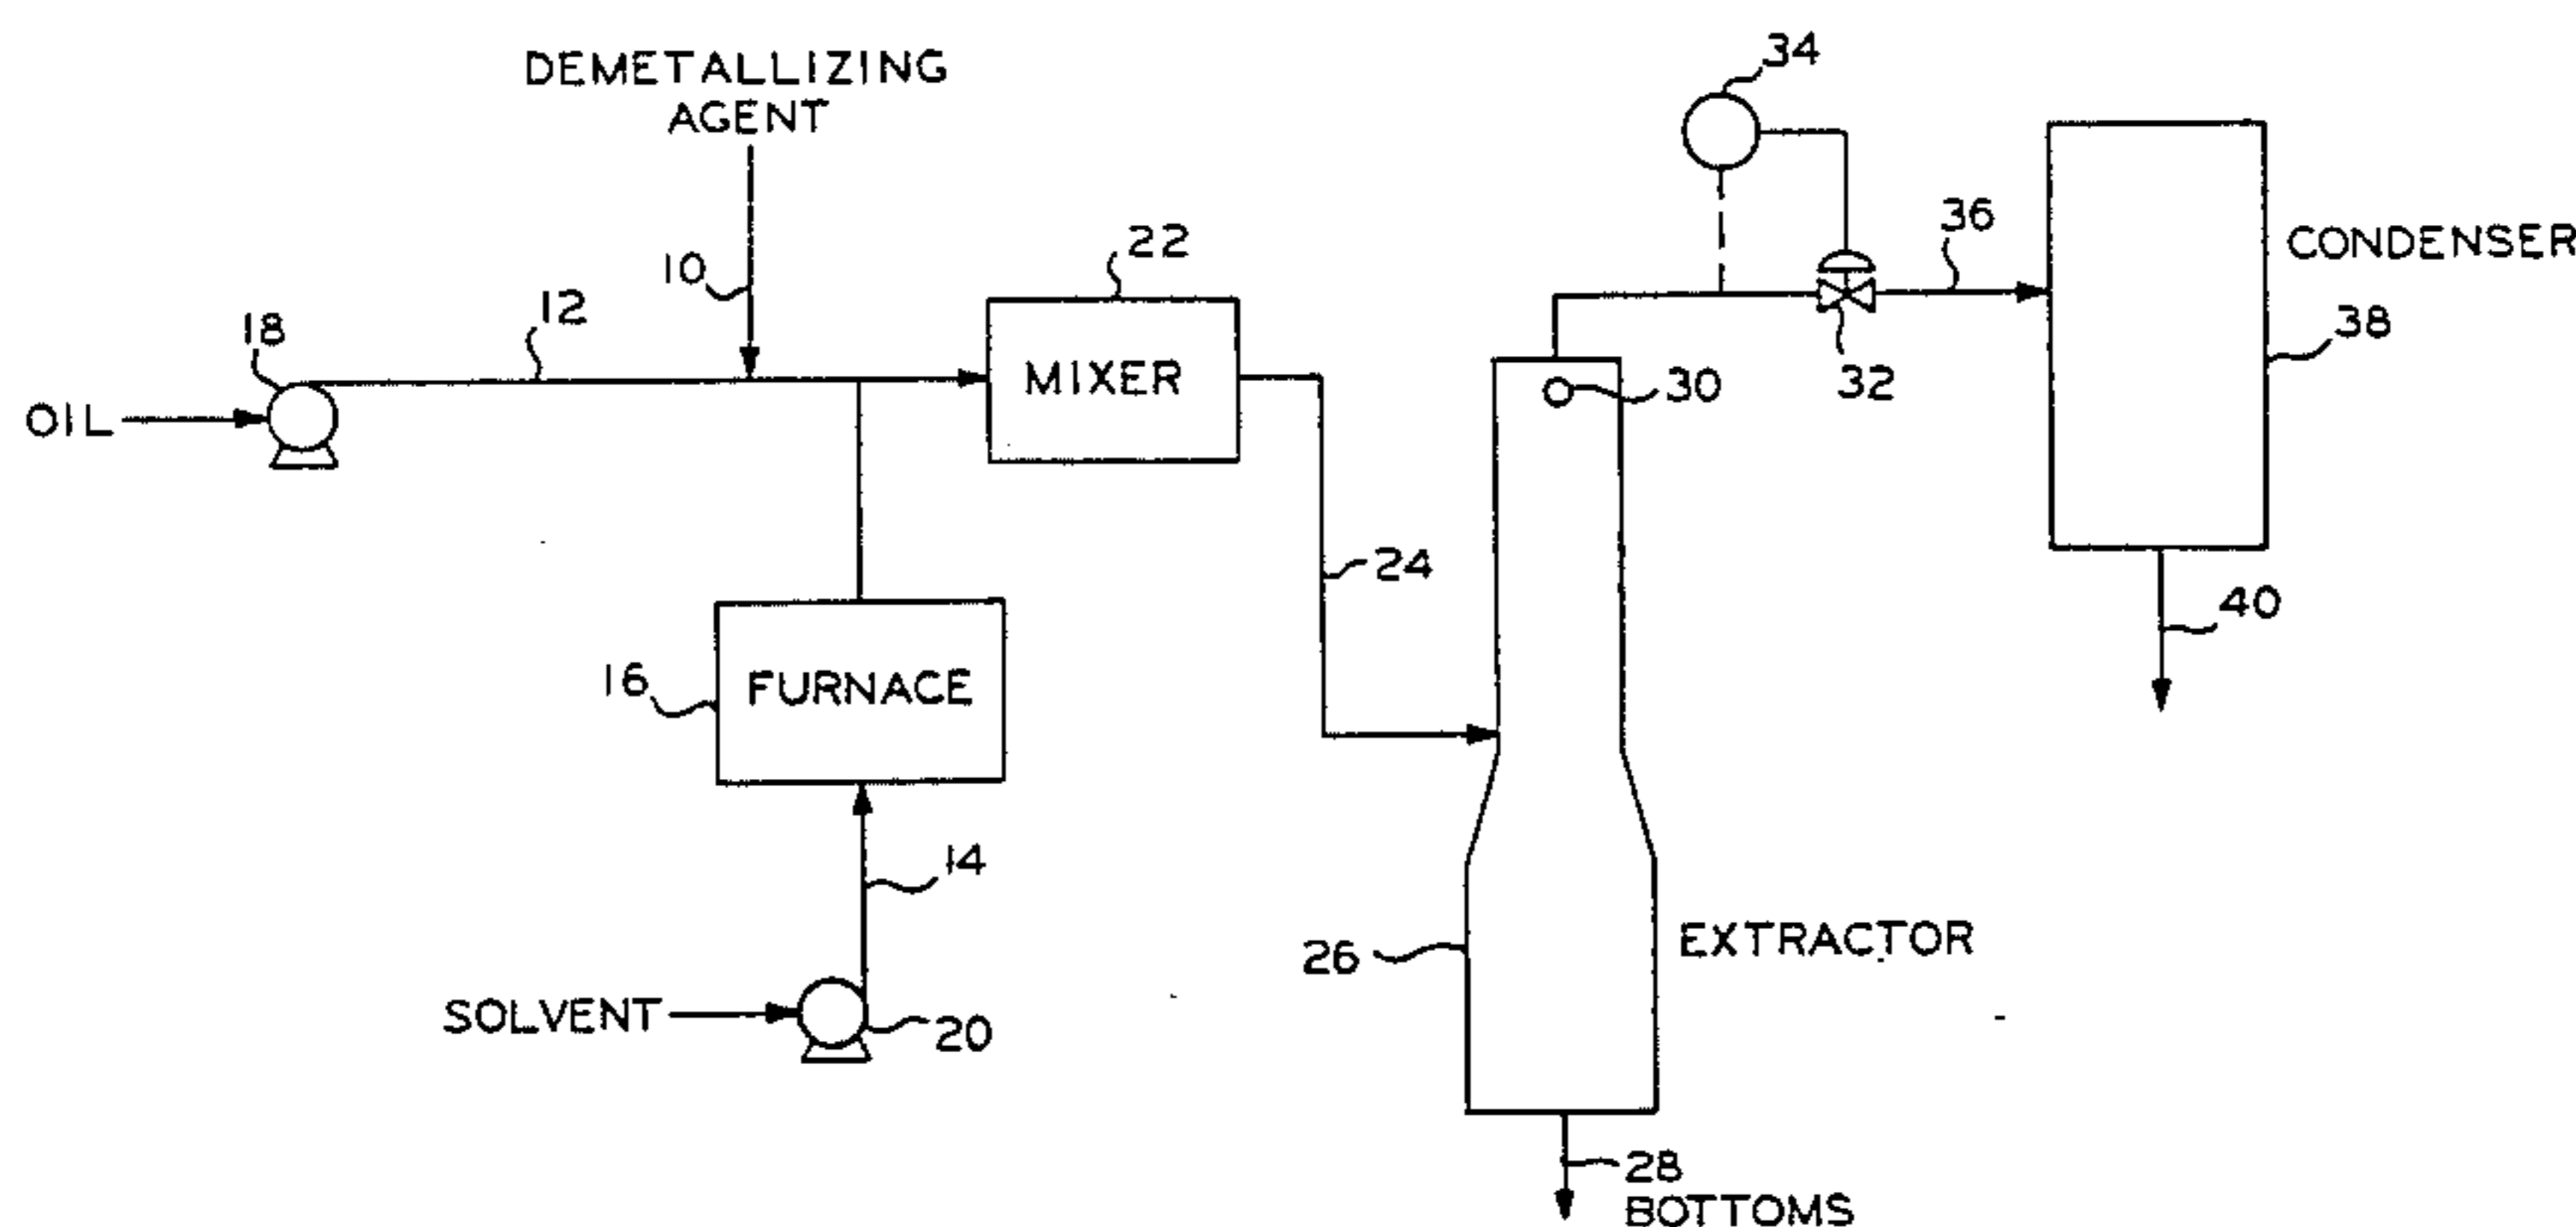 DEMETALLIZING
AGENT
34
10
22
36
CONDENSER
18
12
38
OIL
MIXER
30
32
24
40
16
FURNACE
14
26
EXTRACTOR
SOLVENT
20
28
BOTTOMS